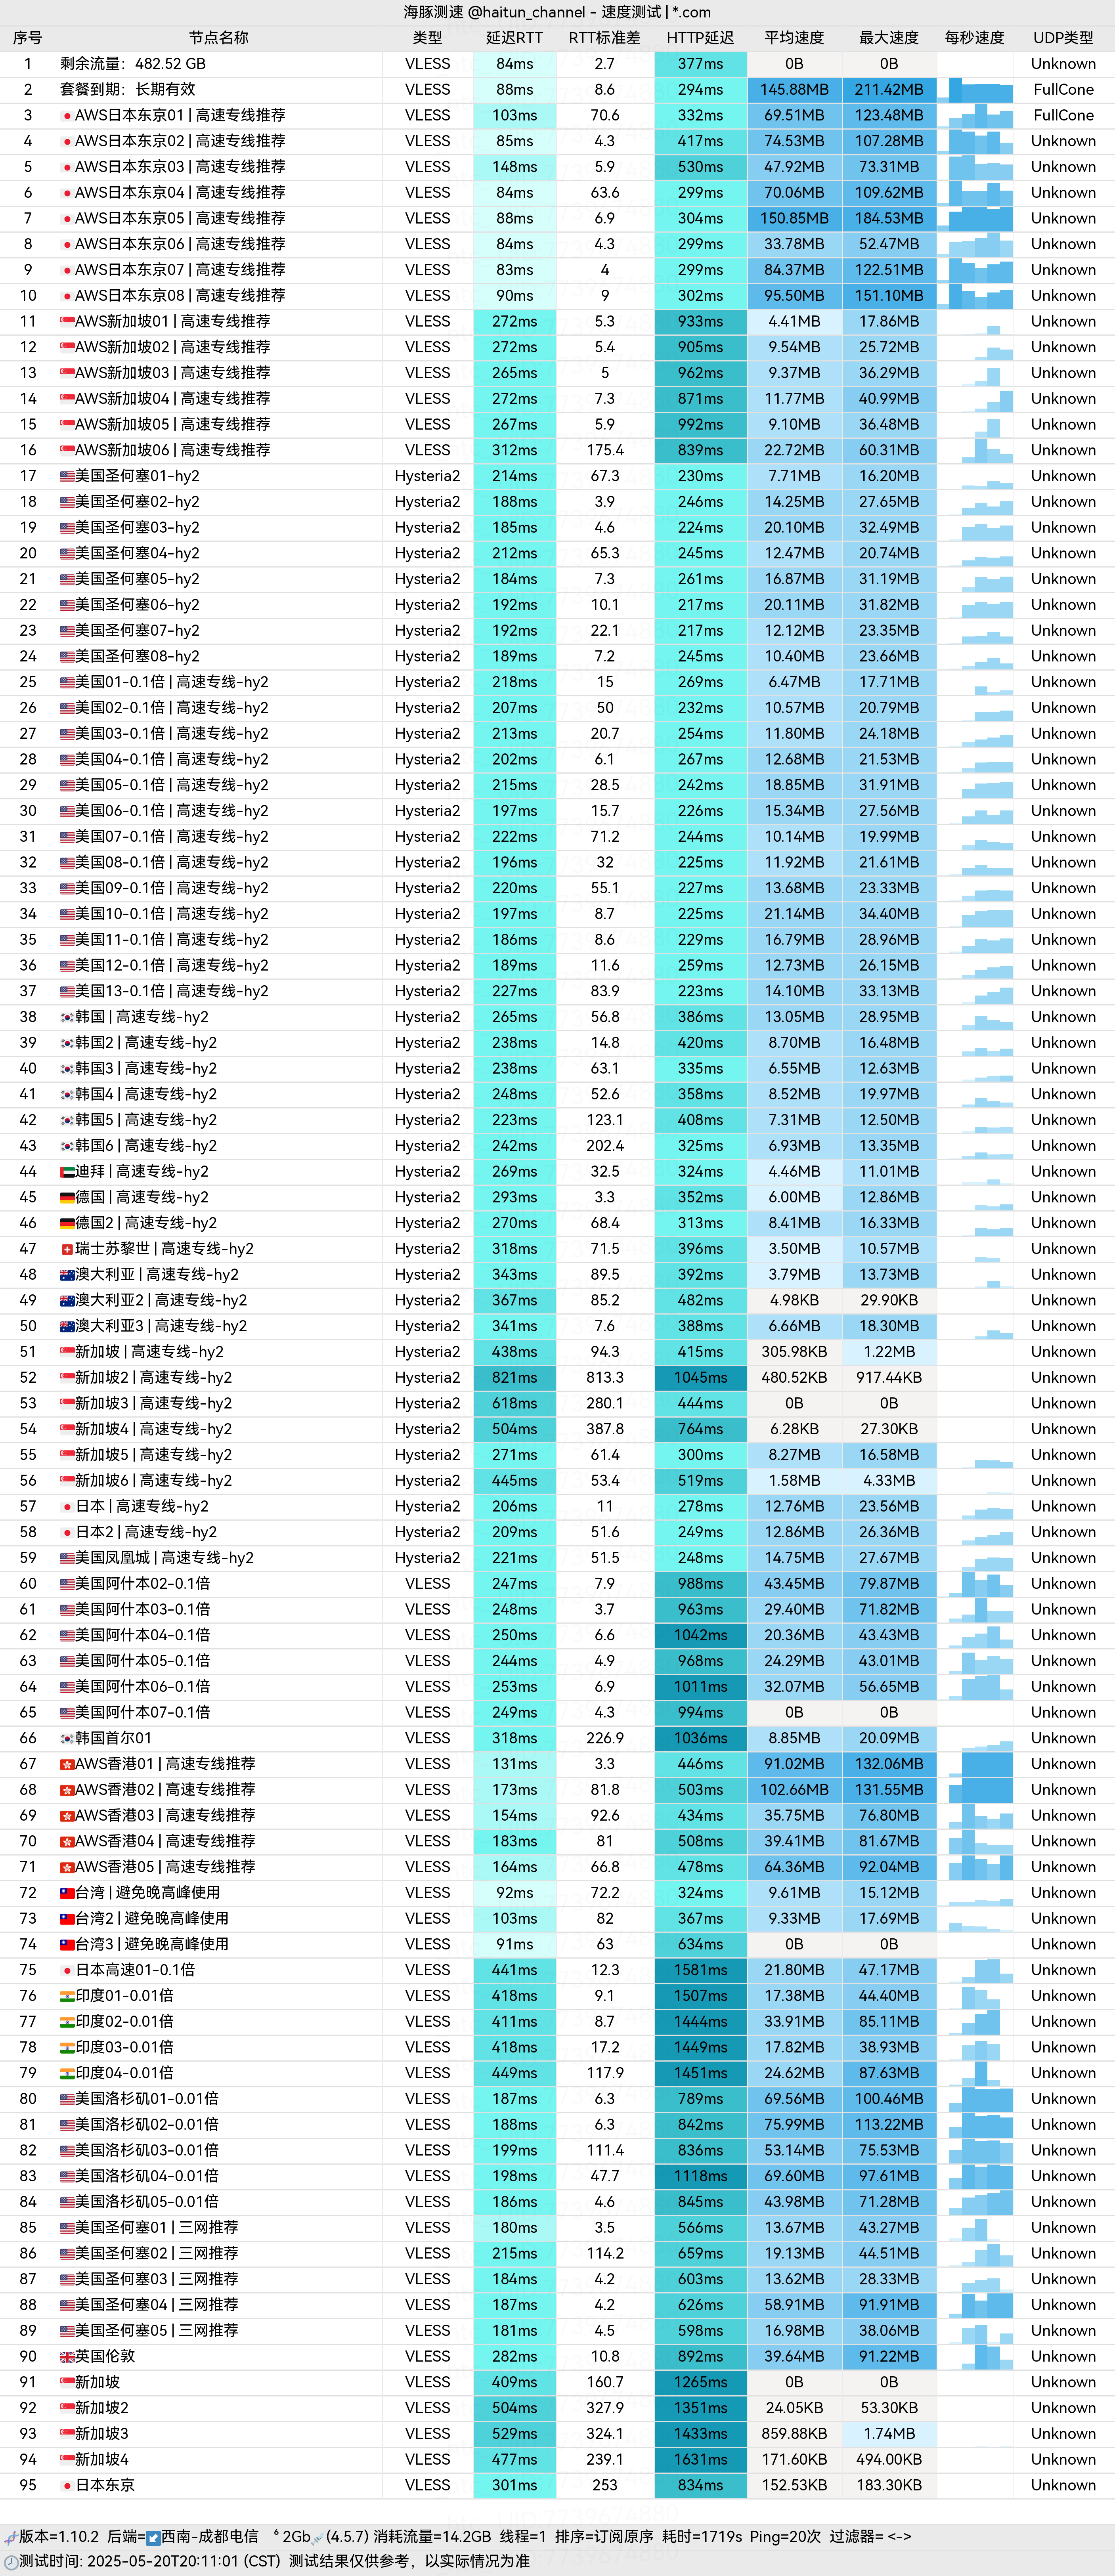 海豚测速 @haitun_channel - 速度测试 | *.com
序号 节点名称 类型 延迟RTT RTT标准差 HTTP延迟 平均速度 最大速度 每秒速度 UDP类型
1 剩余流量：482.52 GB VLESS 84ms 2.7 377ms 0B 0B Unknown
2 套餐到期：长期有效 VLESS 88ms 8.6 294ms 145.88MB 211.42MB FullCone
3 AWS日本东京01 | 高速专线推荐 VLESS 103ms 70.6 332ms 69.51MB 123.48MB FullCone
4 AWS日本东京02 | 高速专线推荐 VLESS 85ms 4.3 417ms 74.53MB 107.28MB Unknown
5 AWS日本东京03 | 高速专线推荐 VLESS 148ms 5.9 530ms 47.92MB 73.31MB Unknown
6 AWS日本东京04 | 高速专线推荐 VLESS 84ms 63.6 299ms 70.06MB 109.62MB Unknown
7 AWS日本东京05 | 高速专线推荐 VLESS 88ms 6.9 304ms 150.85MB 184.53MB Unknown
8 AWS日本东京06 | 高速专线推荐 VLESS 84ms 4.3 299ms 33.78MB 52.47MB Unknown
9 AWS日本东京07 | 高速专线推荐 VLESS 83ms 4 299ms 84.37MB 122.51MB Unknown
10 AWS日本东京08 | 高速专线推荐 VLESS 90ms 9 302ms 95.50MB 151.10MB Unknown
11 AWS新加坡01 | 高速专线推荐 VLESS 272ms 5.3 933ms 4.41MB 17.86MB Unknown
12 AWS新加坡02 | 高速专线推荐 VLESS 272ms 5.4 905ms 9.54MB 25.72MB Unknown
13 AWS新加坡03 | 高速专线推荐 VLESS 265ms 5 962ms 9.37MB 36.29MB Unknown
14 AWS新加坡04 | 高速专线推荐 VLESS 272ms 7.3 871ms 11.77MB 40.99MB Unknown
15 AWS新加坡05 | 高速专线推荐 VLESS 267ms 5.9 992ms 9.10MB 36.48MB Unknown
16 AWS新加坡06 | 高速专线推荐 VLESS 312ms 175.4 839ms 22.72MB 60.31MB Unknown
17 美国圣何塞01-hy2 Hysteria2 214ms 67.3 230ms 7.71MB 16.20MB Unknown
18 美国圣何塞02-hy2 Hysteria2 188ms 3.9 246ms 14.25MB 27.65MB Unknown
19 美国圣何塞03-hy2 Hysteria2 185ms 4.6 224ms 20.10MB 32.49MB Unknown
20 美国圣何塞04-hy2 Hysteria2 212ms 65.3 245ms 12.47MB 20.74MB Unknown
21 美国圣何塞05-hy2 Hysteria2 184ms 7.3 261ms 16.87MB 31.19MB Unknown
22 美国圣何塞06-hy2 Hysteria2 192ms 10.1 217ms 20.11MB 31.82MB Unknown
23 美国圣何塞07-hy2 Hysteria2 192ms 22.1 217ms 12.12MB 23.35MB Unknown
24 美国圣何塞08-hy2 Hysteria2 189ms 7.2 245ms 10.40MB 23.66MB Unknown
25 美国01-0.1倍 | 高速专线-hy2 Hysteria2 218ms 15 269ms 6.47MB 17.71MB Unknown
26 美国02-0.1倍 | 高速专线-hy2 Hysteria2 207ms 50 232ms 10.57MB 20.79MB Unknown
27 美国03-0.1倍 | 高速专线-hy2 Hysteria2 213ms 20.7 254ms 11.80MB 24.18MB Unknown
28 美国04-0.1倍 | 高速专线-hy2 Hysteria2 202ms 6.1 267ms 12.68MB 21.53MB Unknown
29 美国05-0.1倍 | 高速专线-hy2 Hysteria2 215ms 28.5 242ms 18.85MB 31.91MB Unknown
30 美国06-0.1倍 | 高速专线-hy2 Hysteria2 197ms 15.7 226ms 15.34MB 27.56MB Unknown
31 美国07-0.1倍 | 高速专线-hy2 Hysteria2 222ms 71.2 244ms 10.14MB 19.99MB Unknown
32 美国08-0.1倍 | 高速专线-hy2 Hysteria2 196ms 32 225ms 11.92MB 21.61MB Unknown
33 美国09-0.1倍 | 高速专线-hy2 Hysteria2 220ms 55.1 227ms 13.68MB 23.33MB Unknown
34 美国10-0.1倍 | 高速专线-hy2 Hysteria2 197ms 8.7 225ms 21.14MB 34.40MB Unknown
35 美国11-0.1倍 | 高速专线-hy2 Hysteria2 186ms 8.6 229ms 16.79MB 28.96MB Unknown
36 美国12-0.1倍 | 高速专线-hy2 Hysteria2 189ms 11.6 259ms 12.73MB 26.15MB Unknown
37 美国13-0.1倍 | 高速专线-hy2 Hysteria2 227ms 83.9 223ms 14.10MB 33.13MB Unknown
38 韩国 | 高速专线-hy2 Hysteria2 265ms 56.8 386ms 13.05MB 28.95MB Unknown
39 韩国2 | 高速专线-hy2 Hysteria2 238ms 14.8 420ms 8.70MB 16.48MB Unknown
40 韩国3 | 高速专线-hy2 Hysteria2 238ms 63.1 335ms 6.55MB 12.63MB Unknown
41 韩国4 | 高速专线-hy2 Hysteria2 248ms 52.6 358ms 8.52MB 19.97MB Unknown
42 韩国5 | 高速专线-hy2 Hysteria2 223ms 123.1 408ms 7.31MB 12.50MB Unknown
43 韩国6 | 高速专线-hy2 Hysteria2 242ms 202.4 325ms 6.93MB 13.35MB Unknown
44 迪拜 | 高速专线-hy2 Hysteria2 269ms 32.5 324ms 4.46MB 11.01MB Unknown
45 德国 | 高速专线-hy2 Hysteria2 293ms 3.3 352ms 6.00MB 12.86MB Unknown
46 德国2 | 高速专线-hy2 Hysteria2 270ms 68.4 313ms 8.41MB 16.33MB Unknown
47 瑞士苏黎世 | 高速专线-hy2 Hysteria2 318ms 71.5 396ms 3.50MB 10.57MB Unknown
48 澳大利亚 | 高速专线-hy2 Hysteria2 343ms 89.5 392ms 3.79MB 13.73MB Unknown
49 澳大利亚2 | 高速专线-hy2 Hysteria2 367ms 85.2 482ms 4.98KB 29.90KB Unknown
50 澳大利亚3 | 高速专线-hy2 Hysteria2 341ms 7.6 388ms 6.66MB 18.30MB Unknown
51 新加坡 | 高速专线-hy2 Hysteria2 438ms 94.3 415ms 305.98KB 1.22MB Unknown
52 新加坡2 | 高速专线-hy2 Hysteria2 821ms 813.3 1045ms 480.52KB 917.44KB Unknown
53 新加坡3 | 高速专线-hy2 Hysteria2 618ms 280.1 444ms 0B 0B Unknown
54 新加坡4 | 高速专线-hy2 Hysteria2 504ms 387.8 764ms 6.28KB 27.30KB Unknown
55 新加坡5 | 高速专线-hy2 Hysteria2 271ms 61.4 300ms 8.27MB 16.58MB Unknown
56 新加坡6 | 高速专线-hy2 Hysteria2 445ms 53.4 519ms 1.58MB 4.33MB Unknown
57 日本 | 高速专线-hy2 Hysteria2 206ms 11 278ms 12.76MB 23.56MB Unknown
58 日本2 | 高速专线-hy2 Hysteria2 209ms 51.6 249ms 12.86MB 26.36MB Unknown
59 美国凤凰城 | 高速专线-hy2 Hysteria2 221ms 51.5 248ms 14.75MB 27.67MB Unknown
60 美国阿什本02-0.1倍 VLESS 247ms 7.9 988ms 43.45MB 79.87MB Unknown
61 美国阿什本03-0.1倍 VLESS 248ms 3.7 963ms 29.40MB 71.82MB Unknown
62 美国阿什本04-0.1倍 VLESS 250ms 6.6 1042ms 20.36MB 43.43MB Unknown
63 美国阿什本05-0.1倍 VLESS 244ms 4.9 968ms 24.29MB 43.01MB Unknown
64 美国阿什本06-0.1倍 VLESS 253ms 6.9 1011ms 32.07MB 56.65MB Unknown
65 美国阿什本07-0.1倍 VLESS 249ms 4.3 994ms 0B 0B Unknown
66 韩国首尔01 VLESS 318ms 226.9 1036ms 8.85MB 20.09MB Unknown
67 AWS香港01 | 高速专线推荐 VLESS 131ms 3.3 446ms 91.02MB 132.06MB Unknown
68 AWS香港02 | 高速专线推荐 VLESS 173ms 81.8 503ms 102.66MB 131.55MB Unknown
69 AWS香港03 | 高速专线推荐 VLESS 154ms 92.6 434ms 35.75MB 76.80MB Unknown
70 AWS香港04 | 高速专线推荐 VLESS 183ms 81 508ms 39.41MB 81.67MB Unknown
71 AWS香港05 | 高速专线推荐 VLESS 164ms 66.8 478ms 64.36MB 92.04MB Unknown
72 台湾 | 避免晚高峰使用 VLESS 92ms 72.2 324ms 9.61MB 15.12MB Unknown
73 台湾2 | 避免晚高峰使用 VLESS 103ms 82 367ms 9.33MB 17.69MB Unknown
74 台湾3 | 避免晚高峰使用 VLESS 91ms 63 634ms 0B 0B Unknown
75 日本高速01-0.1倍 VLESS 441ms 12.3 1581ms 21.80MB 47.17MB Unknown
76 印度01-0.01倍 VLESS 418ms 9.1 1507ms 17.38MB 44.40MB Unknown
77 印度02-0.01倍 VLESS 411ms 8.7 1444ms 33.91MB 85.11MB Unknown
78 印度03-0.01倍 VLESS 418ms 17.2 1449ms 17.82MB 38.93MB Unknown
79 印度04-0.01倍 VLESS 449ms 117.9 1451ms 24.62MB 87.63MB Unknown
80 美国洛杉矶01-0.01倍 VLESS 187ms 6.3 789ms 69.56MB 100.46MB Unknown
81 美国洛杉矶02-0.01倍 VLESS 188ms 6.3 842ms 75.99MB 113.22MB Unknown
82 美国洛杉矶03-0.01倍 VLESS 199ms 111.4 836ms 53.14MB 75.53MB Unknown
83 美国洛杉矶04-0.01倍 VLESS 198ms 47.7 1118ms 69.60MB 97.61MB Unknown
84 美国洛杉矶05-0.01倍 VLESS 186ms 4.6 845ms 43.98MB 71.28MB Unknown
85 美国圣何塞01 | 三网推荐 VLESS 180ms 3.5 566ms 13.67MB 43.27MB Unknown
86 美国圣何塞02 | 三网推荐 VLESS 215ms 114.2 659ms 19.13MB 44.51MB Unknown
87 美国圣何塞03 | 三网推荐 VLESS 184ms 4.2 603ms 13.62MB 28.33MB Unknown
88 美国圣何塞04 | 三网推荐 VLESS 187ms 4.2 626ms 58.91MB 91.91MB Unknown
89 美国圣何塞05 | 三网推荐 VLESS 181ms 4.5 598ms 16.98MB 38.06MB Unknown
90 英国伦敦 VLESS 282ms 10.8 892ms 39.64MB 91.22MB Unknown
91 新加坡 VLESS 409ms 160.7 1265ms 0B 0B Unknown
92 新加坡2 VLESS 504ms 327.9 1351ms 24.05KB 53.30KB Unknown
93 新加坡3 VLESS 529ms 324.1 1433ms 859.88KB 1.74MB Unknown
94 新加坡4 VLESS 477ms 239.1 1631ms 171.60KB 494.00KB Unknown
95 日本东京 VLESS 301ms 253 834ms 152.53KB 183.30KB Unknown
版本=1.10.2 后端=西南-成都电信 ⁶ 2Gb (4.5.7) 消耗流量=14.2GB 线程=1 排序=订阅原序 耗时=1719s Ping=20次 过滤器= <->
测试时间: 2025-05-20T20:11:01 (CST) 测试结果仅供参考，以实际情况为准